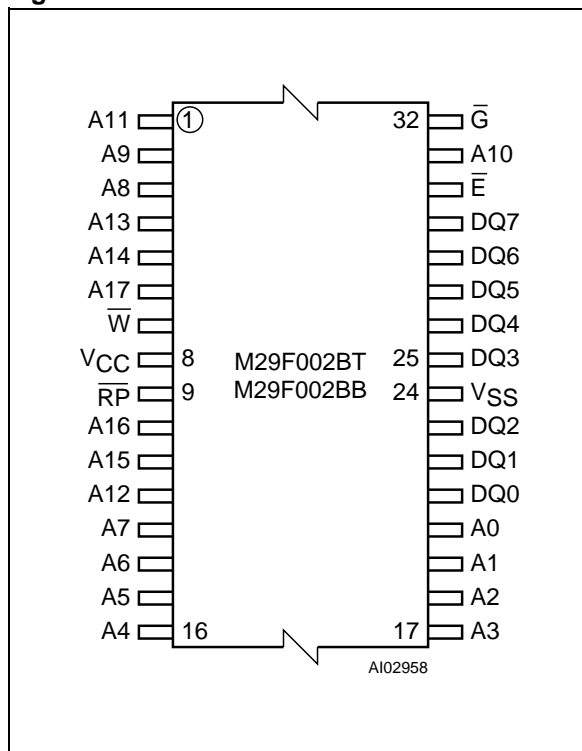 A11 1 32 G̅
A9 A10
A8 E̅
A13 DQ7
A14 DQ6
A17 DQ5
W̅ DQ4
VCC 8 M29F002BT 25 DQ3
R̅P̅ 9 M29F002BB 24 VSS
A16 DQ2
A15 DQ1
A12 DQ0
A7 A0
A6 A1
A5 A2
A4 16 17 A3
AI02958